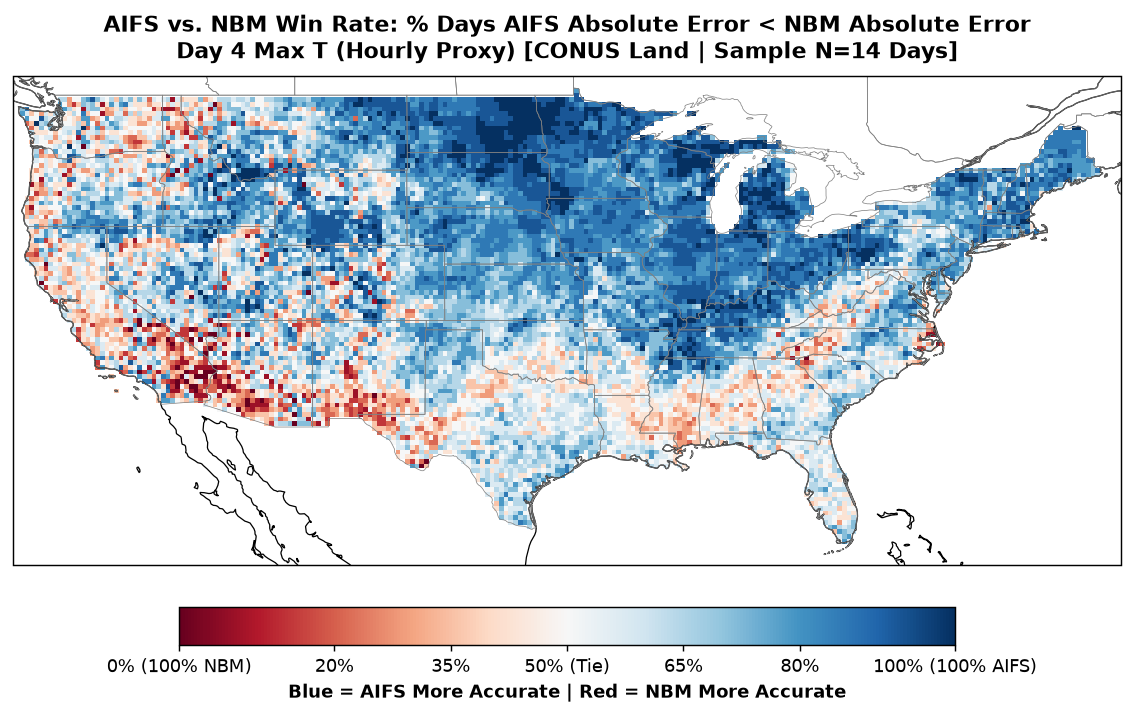 AIFS vs. NBM Win Rate: % Days AIFS Absolute Error < NBM Absolute Error
Day 4 Max T (Hourly Proxy) [CONUS Land | Sample N=14 Days]
0% (100% NBM) 20% 35% 50% (Tie) 65% 80% 100% (100% AIFS)
Blue = AIFS More Accurate | Red = NBM More Accurate